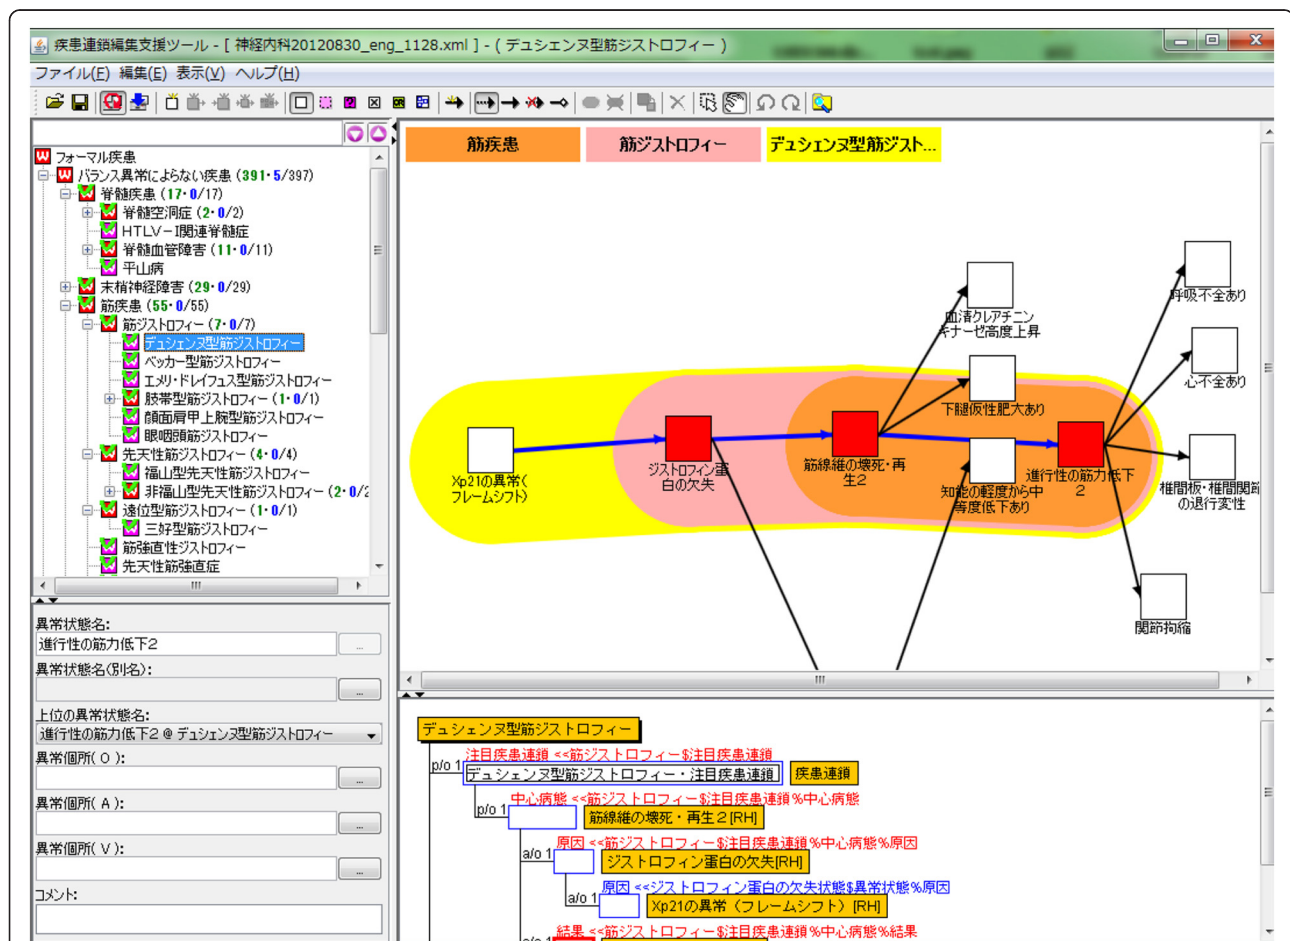 疾患連鎖編集支援ツール - [ 神経内科20120830_eng_1128.xml ] - ( デュシェンヌ型筋ジストロフィー )
ファイル(F) 編集(E) 表示(V) ヘルプ(H)
フォーマル疾患
バランス異常によらない疾患 (391・5/397)
脊髄疾患 (17・0/17)
脊髄空洞症 (2・0/2)
HTLV－Ⅰ関連脊髄症
脊髄血管障害 (11・0/11)
平山病
末梢神経障害 (29・0/29)
筋疾患 (55・0/55)
筋ジストロフィー (7・0/7)
デュシェンヌ型筋ジストロフィー
ベッカー型筋ジストロフィー
エメリ・ドレイフュス型筋ジストロフィー
肢帯型筋ジストロフィー (1・0/1)
顔面肩甲上腕型筋ジストロフィー
眼咽頭筋ジストロフィー
先天性筋ジストロフィー (4・0/4)
福山型先天性筋ジストロフィー
非福山型先天性筋ジストロフィー (2・0/2
遠位型筋ジストロフィー (1・0/1)
三好型筋ジストロフィー
筋強直性ジストロフィー
先天性筋強直症
異常状態名:
進行性の筋力低下２
...
異常状態名(別名):
...
上位の異常状態名:
進行性の筋力低下２＠デュシェンヌ型筋ジストロフィー
異常個所( O ):
...
異常個所( A ):
...
異常個所( V ):
...
コメント:
筋疾患
筋ジストロフィー
デュシェンヌ型筋ジスト...
血清クレアチニン
キナーゼ高度上昇
呼吸不全あり
心不全あり
下腿仮性肥大あり
Xp21の異常(
フレームシフト)
ジストロフィン蛋
白の欠失
筋線維の壊死・再
生2
知能の軽度から中
等度低下あり
進行性の筋力低下
2
椎間板・椎間関節
の退行変性
関節拘縮
デュシェンヌ型筋ジストロフィー
注目疾患連鎖 <<筋ジストロフィー$注目疾患連鎖
p/o 1
デュシェンヌ型筋ジストロフィー・注目疾患連鎖
疾患連鎖
中心病態 <<筋ジストロフィー$注目疾患連鎖%中心病態
p/o 1
筋線維の壊死・再生２[RH]
原因 <<筋ジストロフィー$注目疾患連鎖%中心病態%原因
a/o 1
ジストロフィン蛋白の欠失[RH]
原因 <<ジストロフィン蛋白の欠失状態$異常状態%原因
a/o 1
Xp21の異常（フレームシフト）[RH]
結果 <<筋ジストロフィー$注目疾患連鎖%中心病態%結果
a/o 1